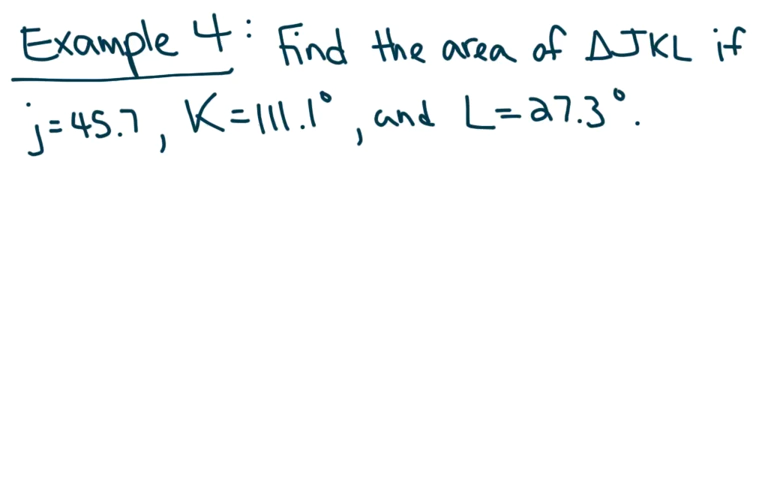 Example 4: Find the area of ΔJKL if
j=45.7, K=111.1°, and L=27.3°.